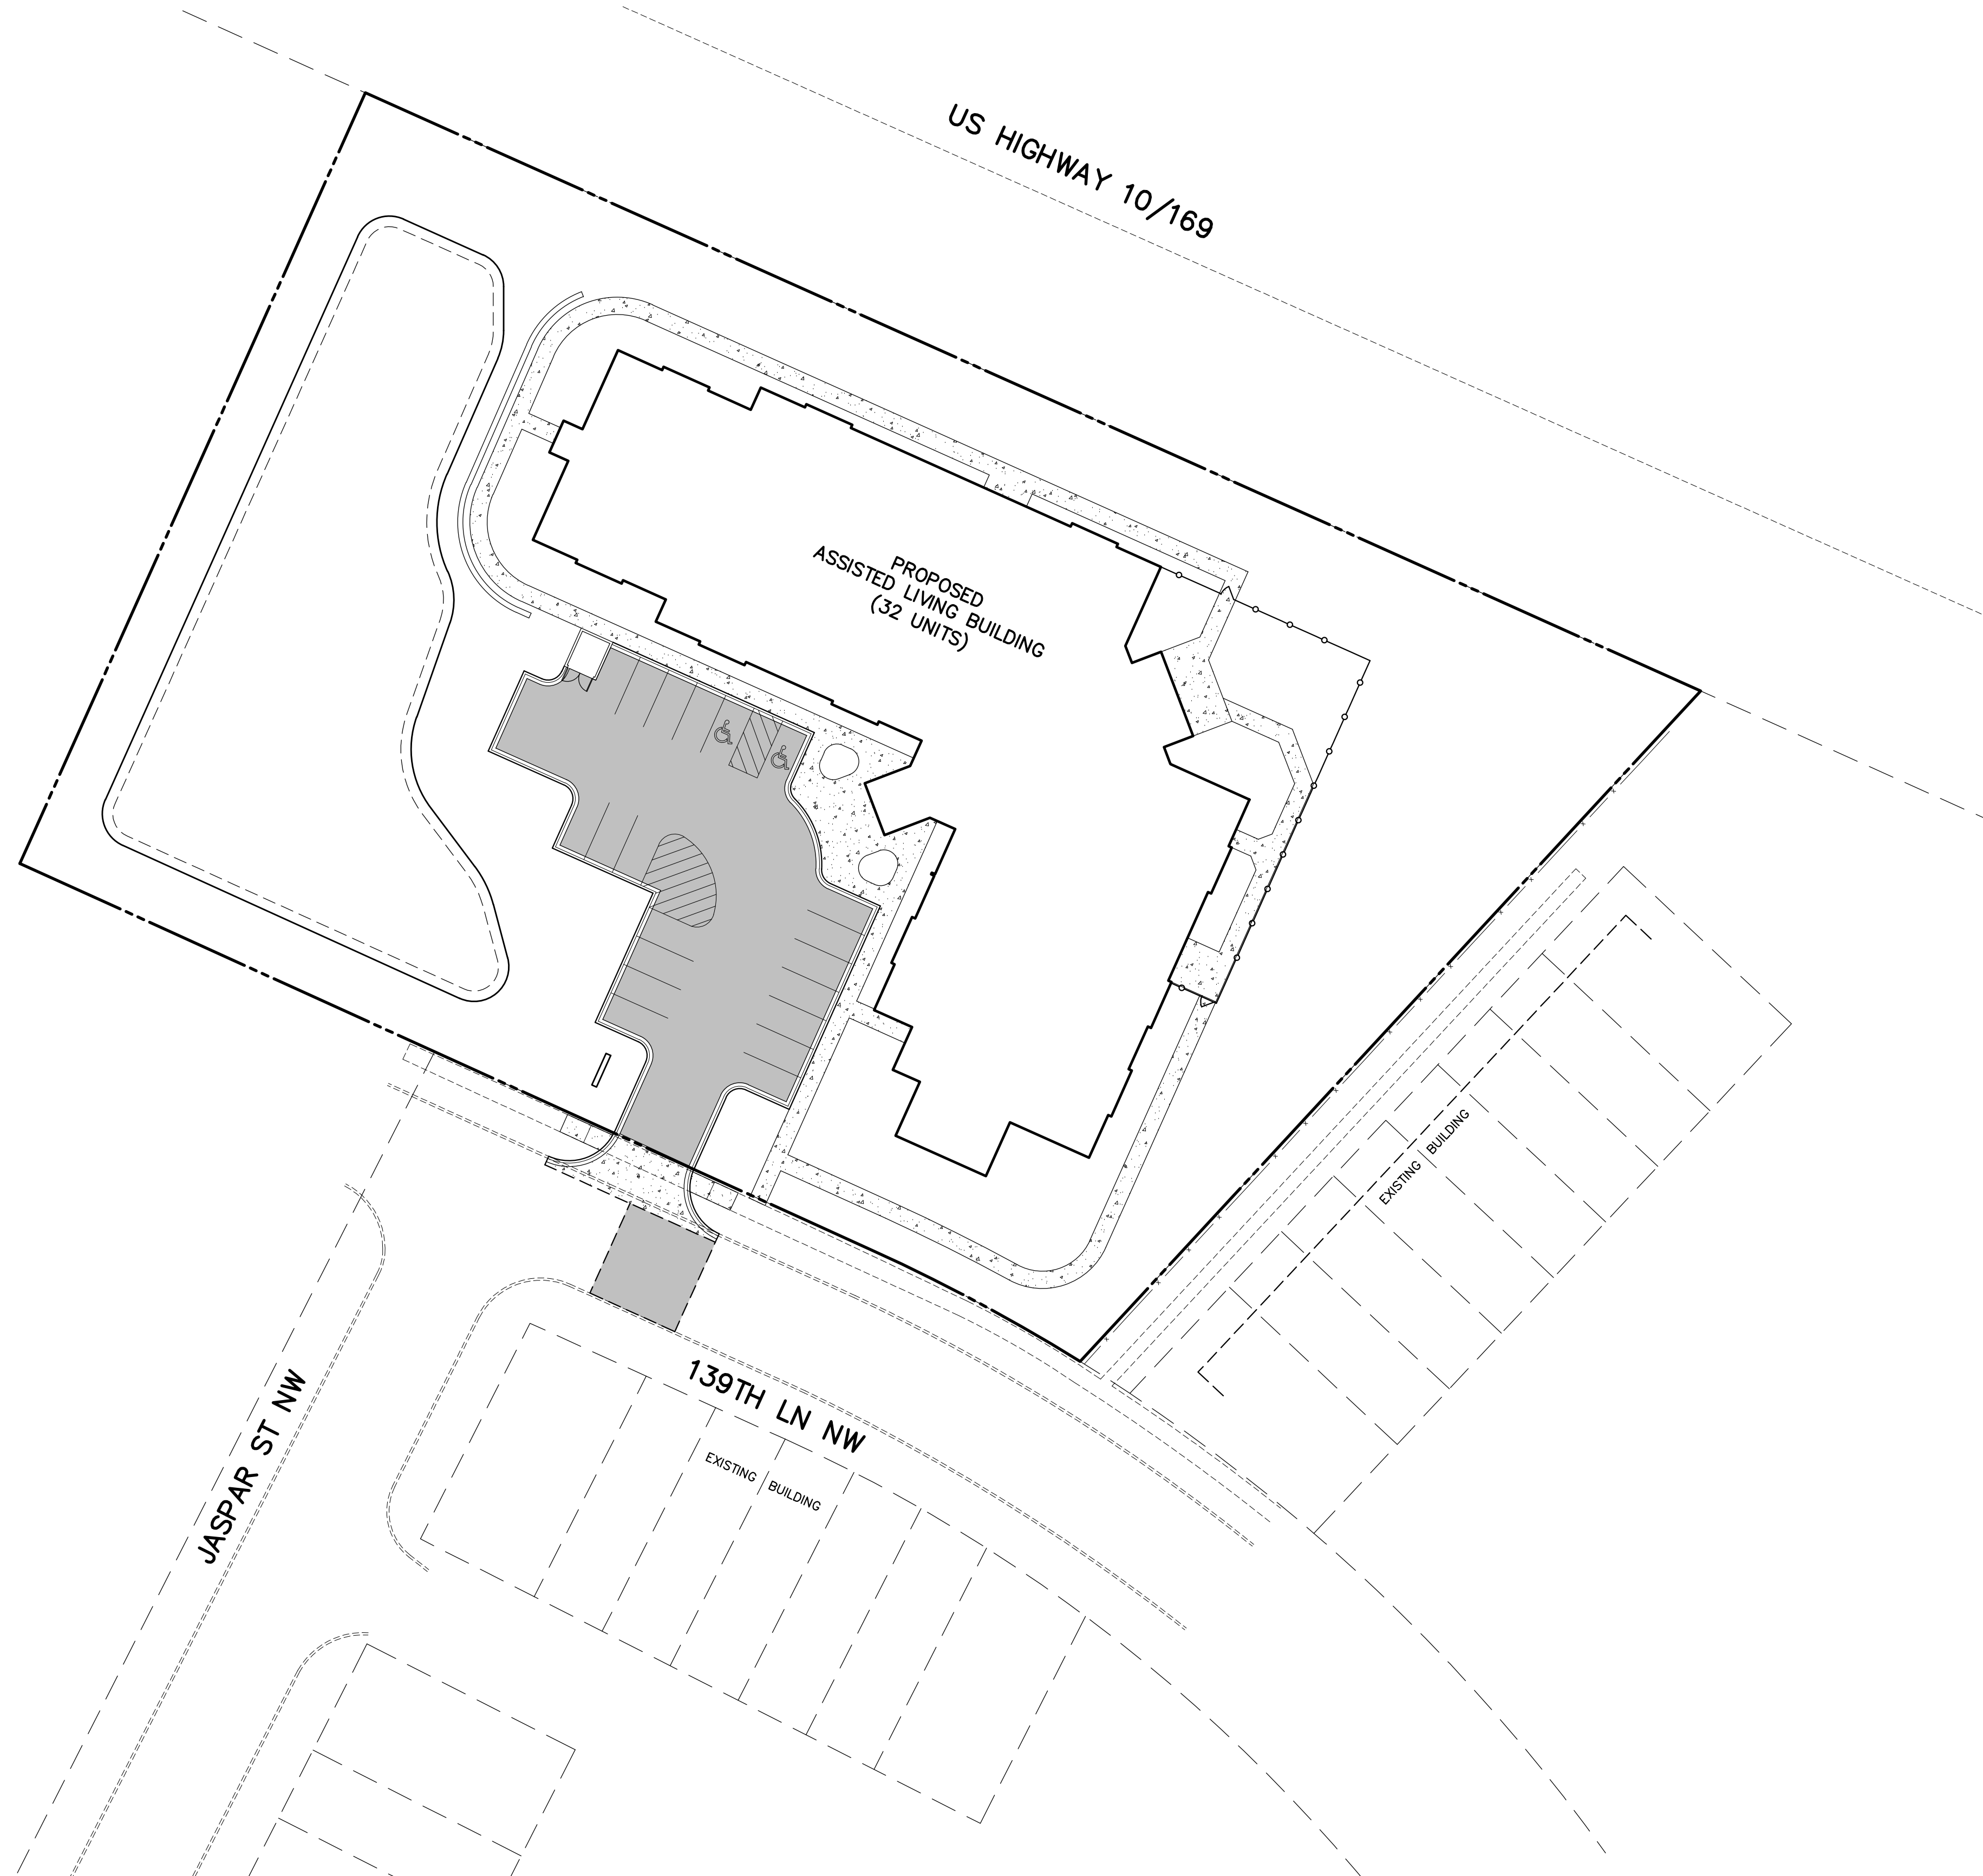 US HIGHWAY 10/169
PROPOSED
ASSISTED LIVING BUILDING
(32 UNITS)
EXISTING BUILDING
139TH LN NW
EXISTING BUILDING
JASPAR ST NW